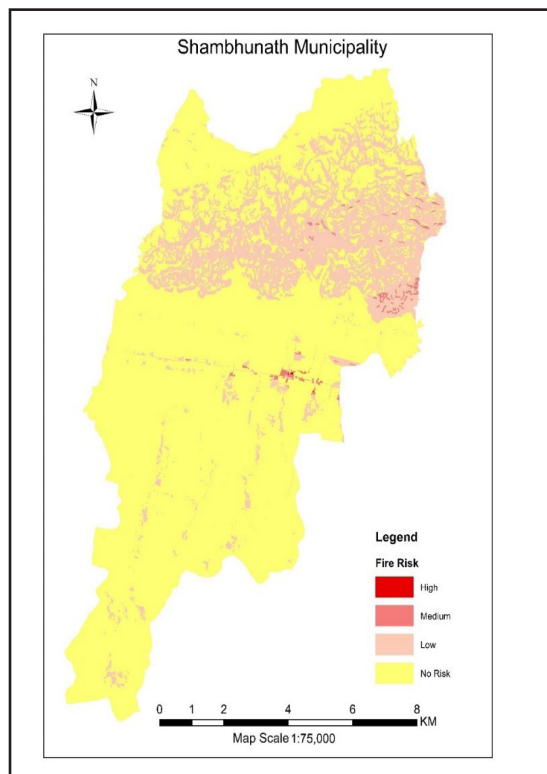 Shambhunath Municipality
N
Legend
Fire Risk
High
Medium
Low
No Risk
0 1 2 4 6 8
KM
Map Scale 1:75,000